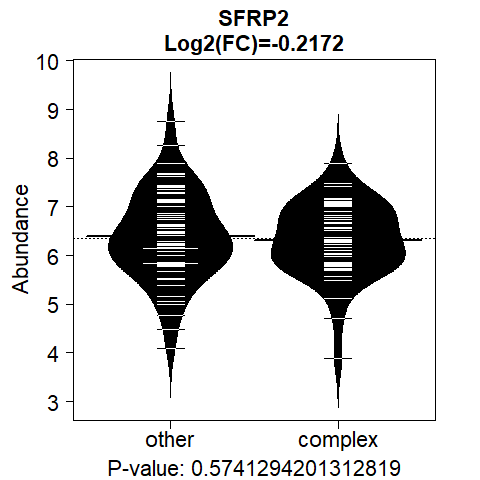 SFRP2
Log2(FC)=-0.2172
10
9
8
7
6
5
4
3
Abundance
other complex
P-value: 0.5741294201312819